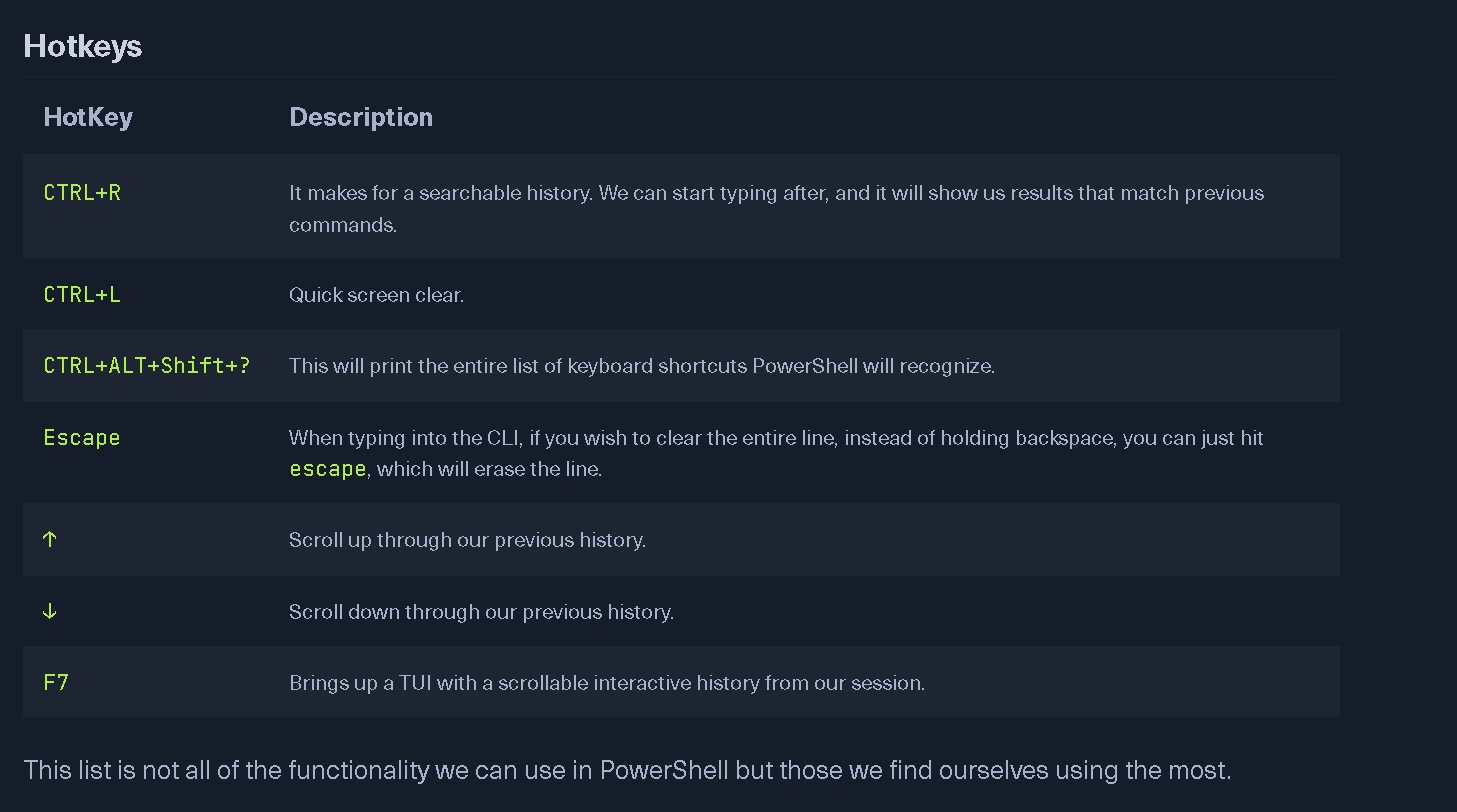 Hotkeys
HotKey Description
CTRL+R It makes for a searchable history. We can start typing after, and it will show us results that match previous
commands.
CTRL+L Quick screen clear.
CTRL+ALT+Shift+? This will print the entire list of keyboard shortcuts PowerShell will recognize.
Escape When typing into the CLI, if you wish to clear the entire line, instead of holding backspace, you can just hit
escape, which will erase the line.
↑ Scroll up through our previous history.
↓ Scroll down through our previous history.
F7 Brings up a TUI with a scrollable interactive history from our session.
This list is not all of the functionality we can use in PowerShell but those we find ourselves using the most.